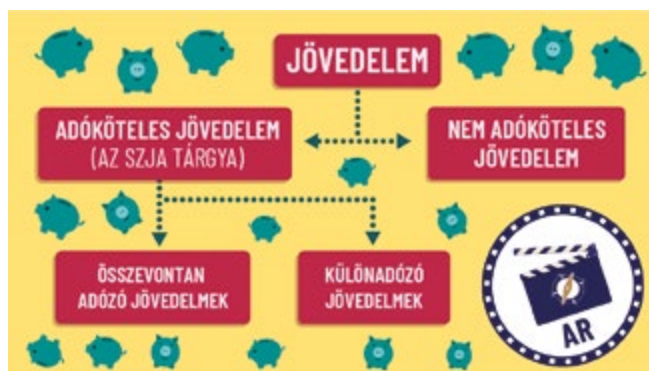 JÖVEDELEM
ADÓKÖTELES JÖVEDELEM
(AZ SZJA TÁRGYA)
NEM ADÓKÖTELES
JÖVEDELEM
ÖSSZEVONTAN
ADÓZÓ JÖVEDELMEK
KÜLÖNADÓZÓ
JÖVEDELMEK
AR